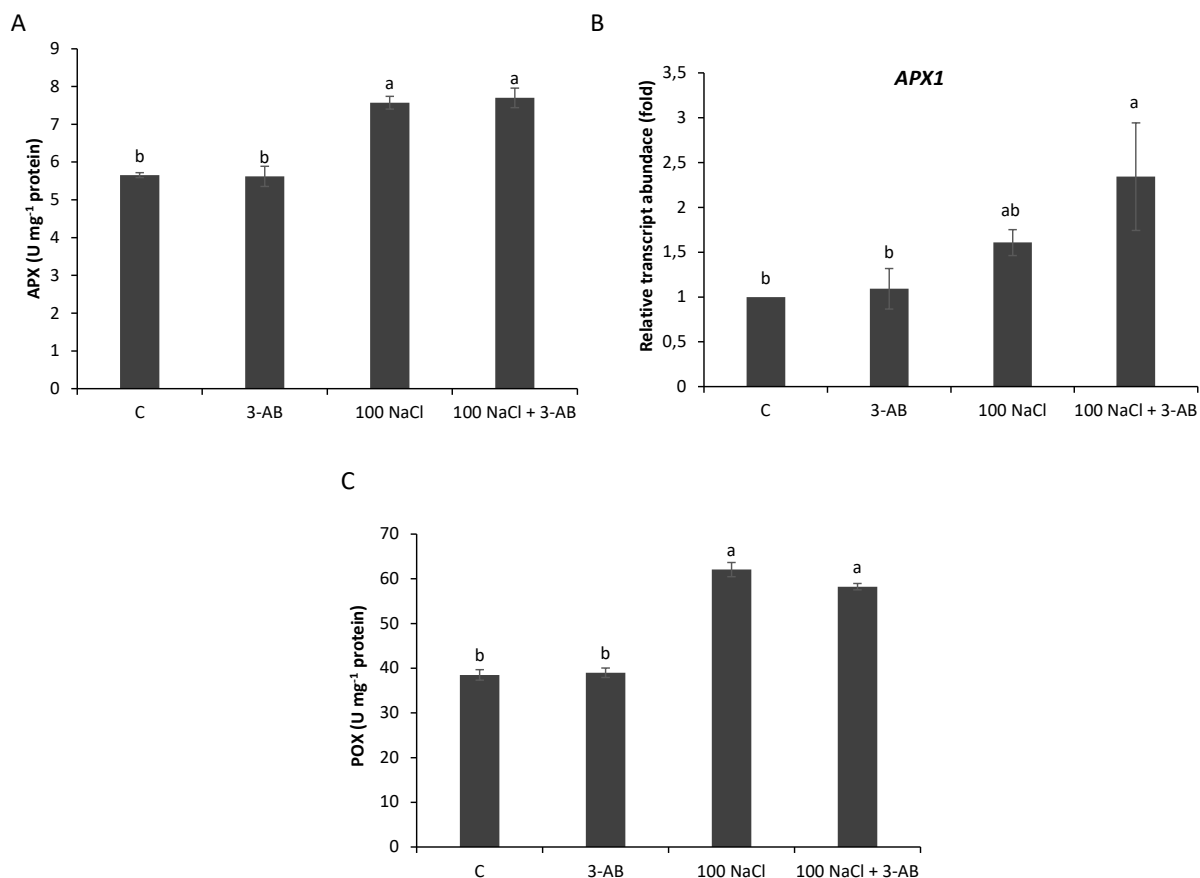 A
APX (U mg⁻¹ protein)
9
8
7
6
5
4
3
2
1
0
b
b
a
a
C
3-AB
100 NaCl
100 NaCl + 3-AB
B
APX1
Relative transcript abundace (fold)
3,5
3
2,5
2
1,5
1
0,5
0
b
b
ab
a
C
3-AB
100 NaCl
100 NaCl + 3-AB
C
POX (U mg⁻¹ protein)
70
60
50
40
30
20
10
0
b
b
a
a
C
3-AB
100 NaCl
100 NaCl + 3-AB